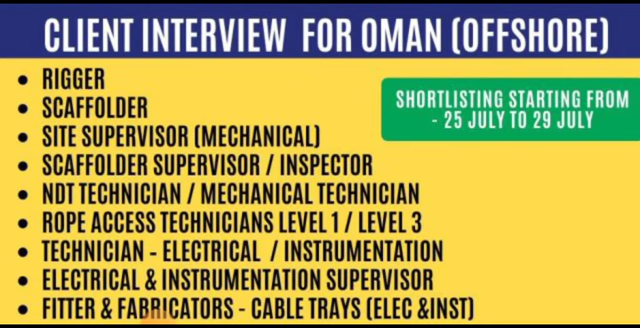 CLIENT INTERVIEW FOR OMAN (OFFSHORE)
• RIGGER
• SCAFFOLDER
• SITE SUPERVISOR (MECHANICAL)
• SCAFFOLDER SUPERVISOR / INSPECTOR
• NDT TECHNICIAN / MECHANICAL TECHNICIAN
• ROPE ACCESS TECHNICIANS LEVEL 1 / LEVEL 3
• TECHNICIAN - ELECTRICAL / INSTRUMENTATION
• ELECTRICAL & INSTRUMENTATION SUPERVISOR
• FITTER & FABRICATORS - CABLE TRAYS (ELEC &INST)
SHORTLISTING STARTING FROM
- 25 JULY TO 29 JULY